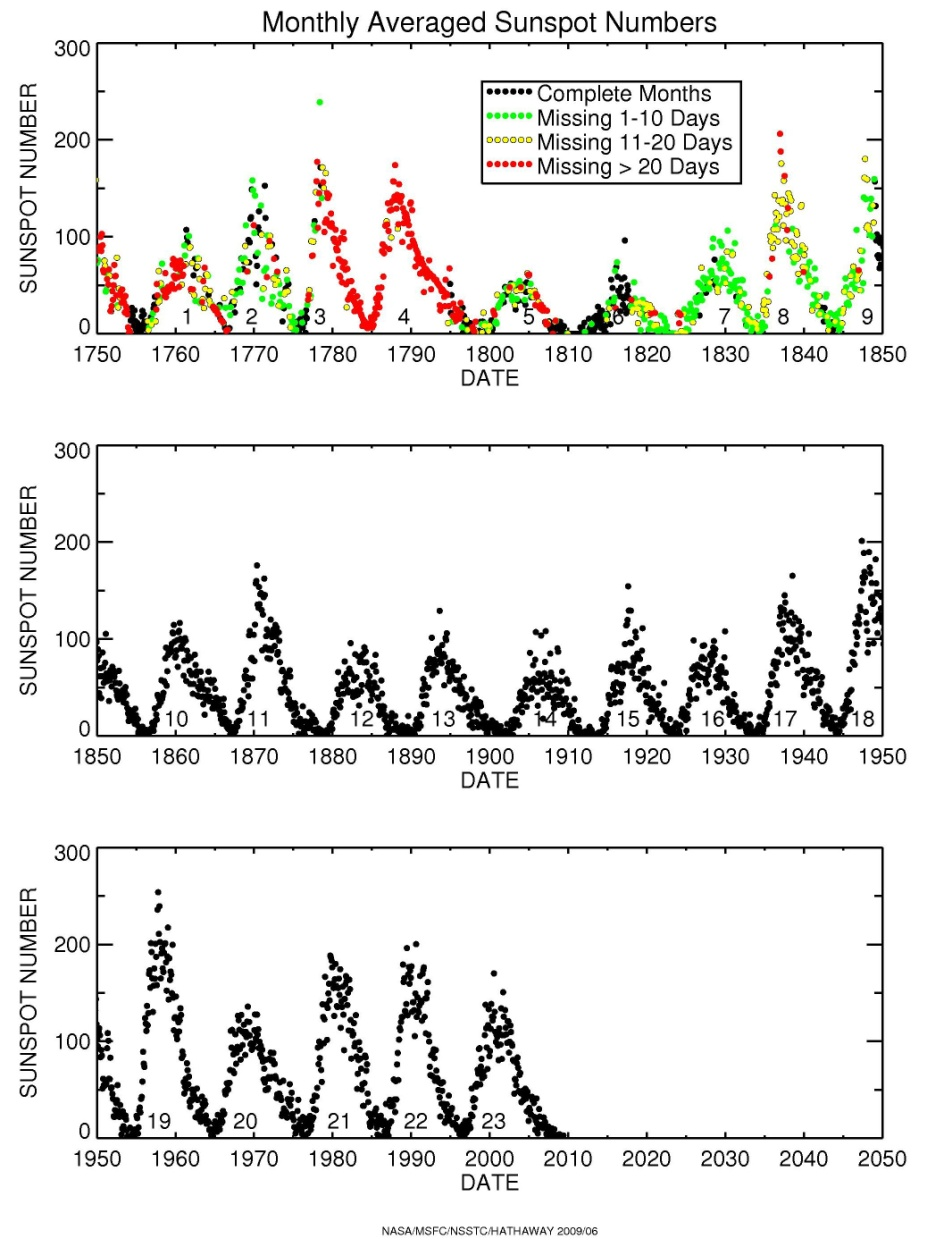 Monthly Averaged Sunspot Numbers
300
200
100
0
SUNSPOT NUMBER
Complete Months
Missing 1-10 Days
Missing 11-20 Days
Missing > 20 Days
1 2 3 4 5 6 7 8 9
1750 1760 1770 1780 1790 1800 1810 1820 1830 1840 1850
DATE
300
200
100
0
SUNSPOT NUMBER
10 11 12 13 14 15 16 17 18
1850 1860 1870 1880 1890 1900 1910 1920 1930 1940 1950
DATE
300
200
100
0
SUNSPOT NUMBER
19 20 21 22 23
1950 1960 1970 1980 1990 2000 2010 2020 2030 2040 2050
DATE
NASA/MSFC/NSSTC/HATHAWAY 2009/06